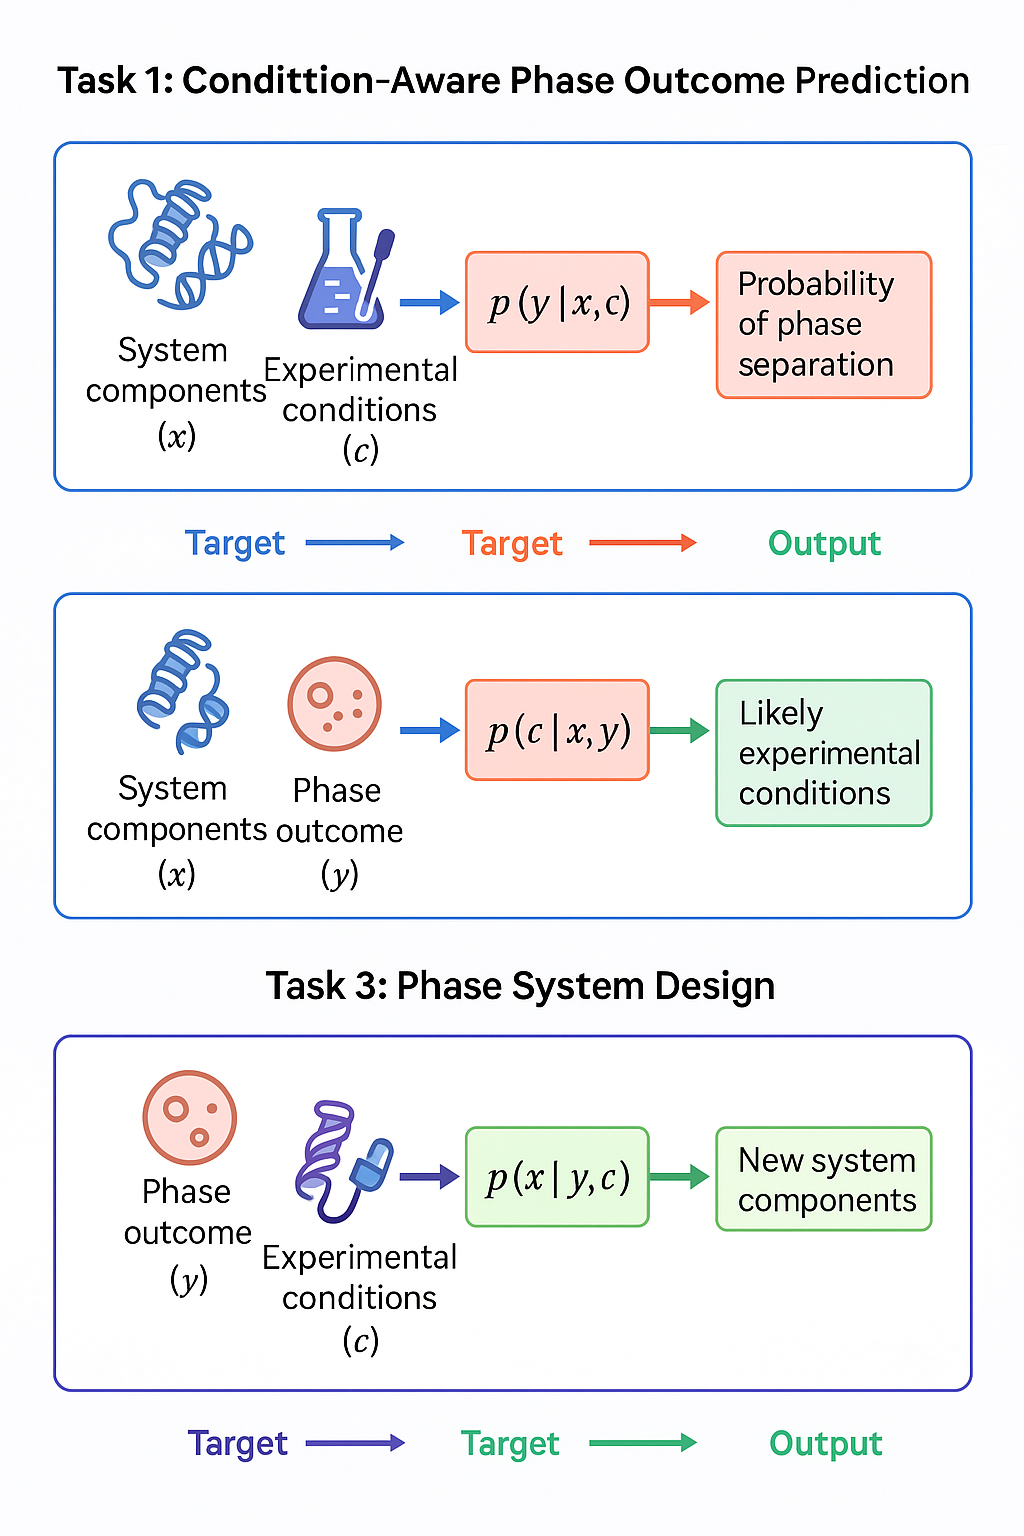 Task 1: Condittion-Aware Phase Outcome Prediction
System
components
(x)
Experimental
conditions
(c)
p(y|x,c)
Probability
of phase
separation
Target
Target
Output
System
components
(x)
Phase
outcome
(y)
p(c|x,y)
Likely
experimental
conditions
Task 3: Phase System Design
Phase
outcome
(y)
Experimental
conditions
(c)
p(x|y,c)
New system
components
Target
Target
Output